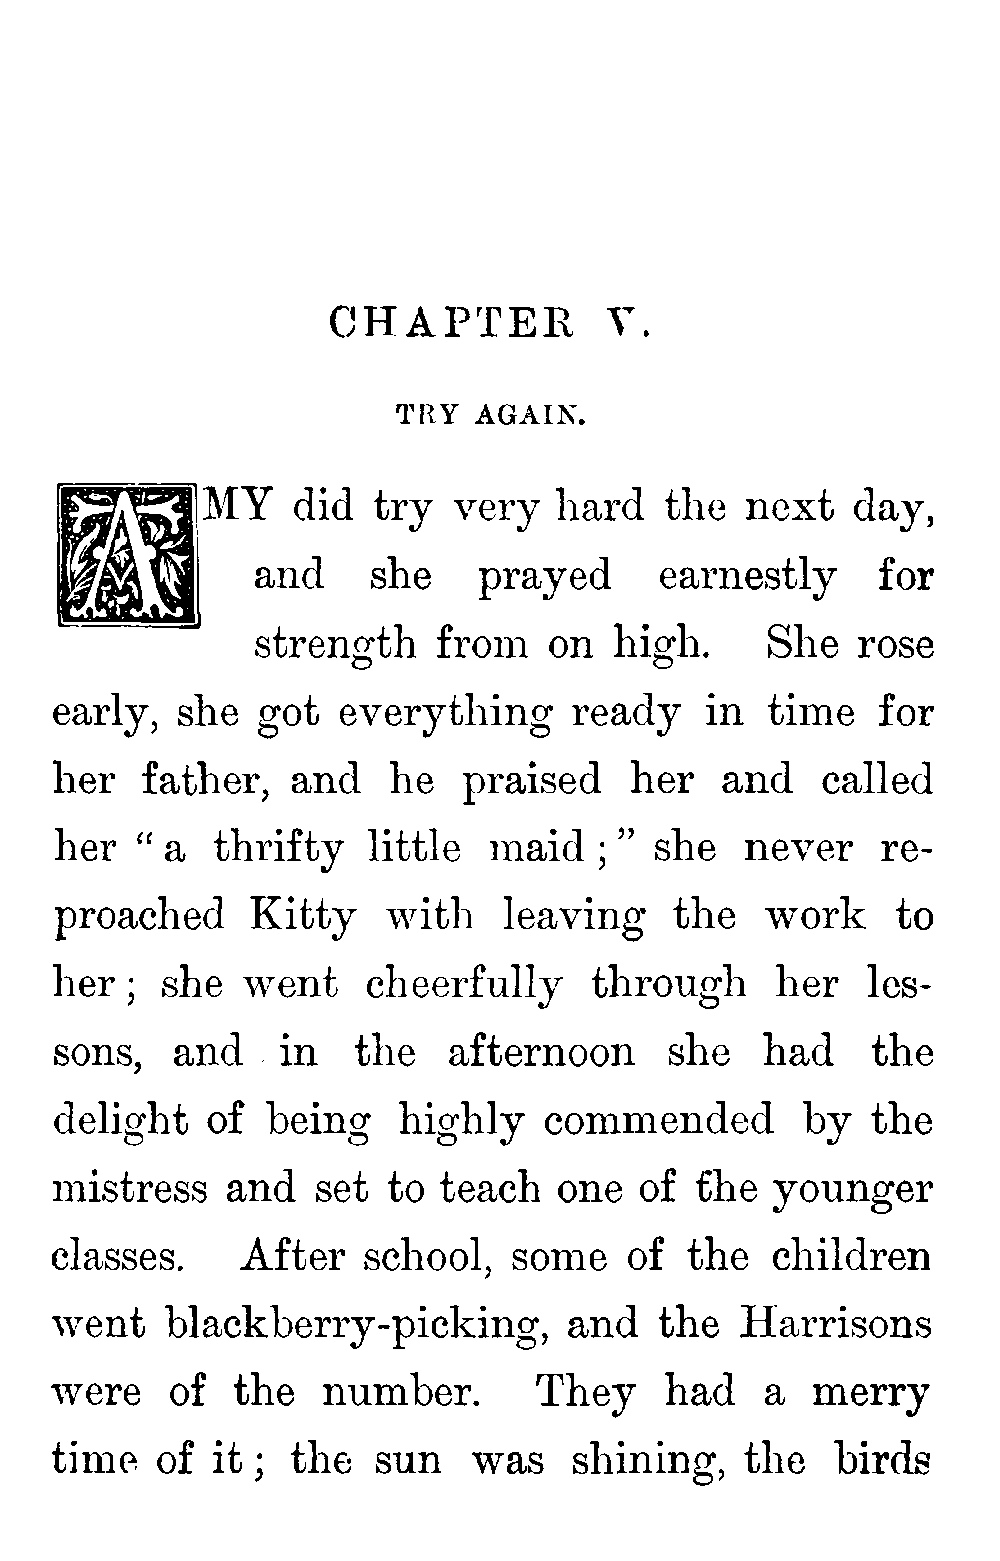 CHAPTER V.
TRY AGAIN.
AMY did try very hard the next day,
and she prayed earnestly for
strength from on high. She rose
early, she got everything ready in time for
her father, and he praised her and called
her “a thrifty little maid;” she never re-
proached Kitty with leaving the work to
her; she went cheerfully through her les-
sons, and in the afternoon she had the
delight of being highly commended by the
mistress and set to teach one of the younger
classes. After school, some of the children
went blackberry-picking, and the Harrisons
were of the number. They had a merry
time of it; the sun was shining, the birds